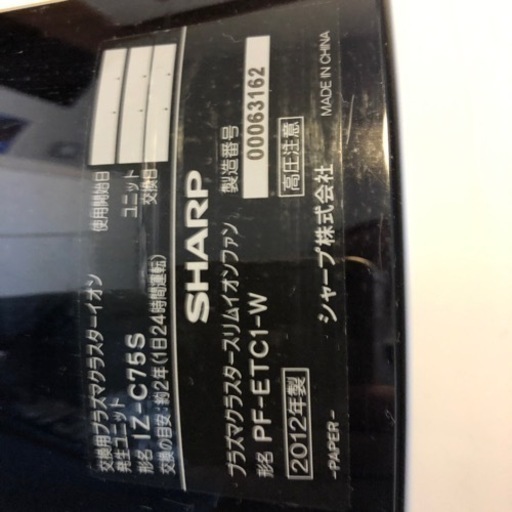 交換用プラズマクラスターイオン
発生ユニット
形名 IZ-C75S
交換の目安:約2年(1日24時間運転)
使用開始日
ユニット
交換日
SHARP
プラズマクラスタースリムイオンファン
形名 PF-ETC1-W
製造番号
00063162
2012年製
高圧注意
シャープ株式会社
-PAPER-
MADE IN CHINA